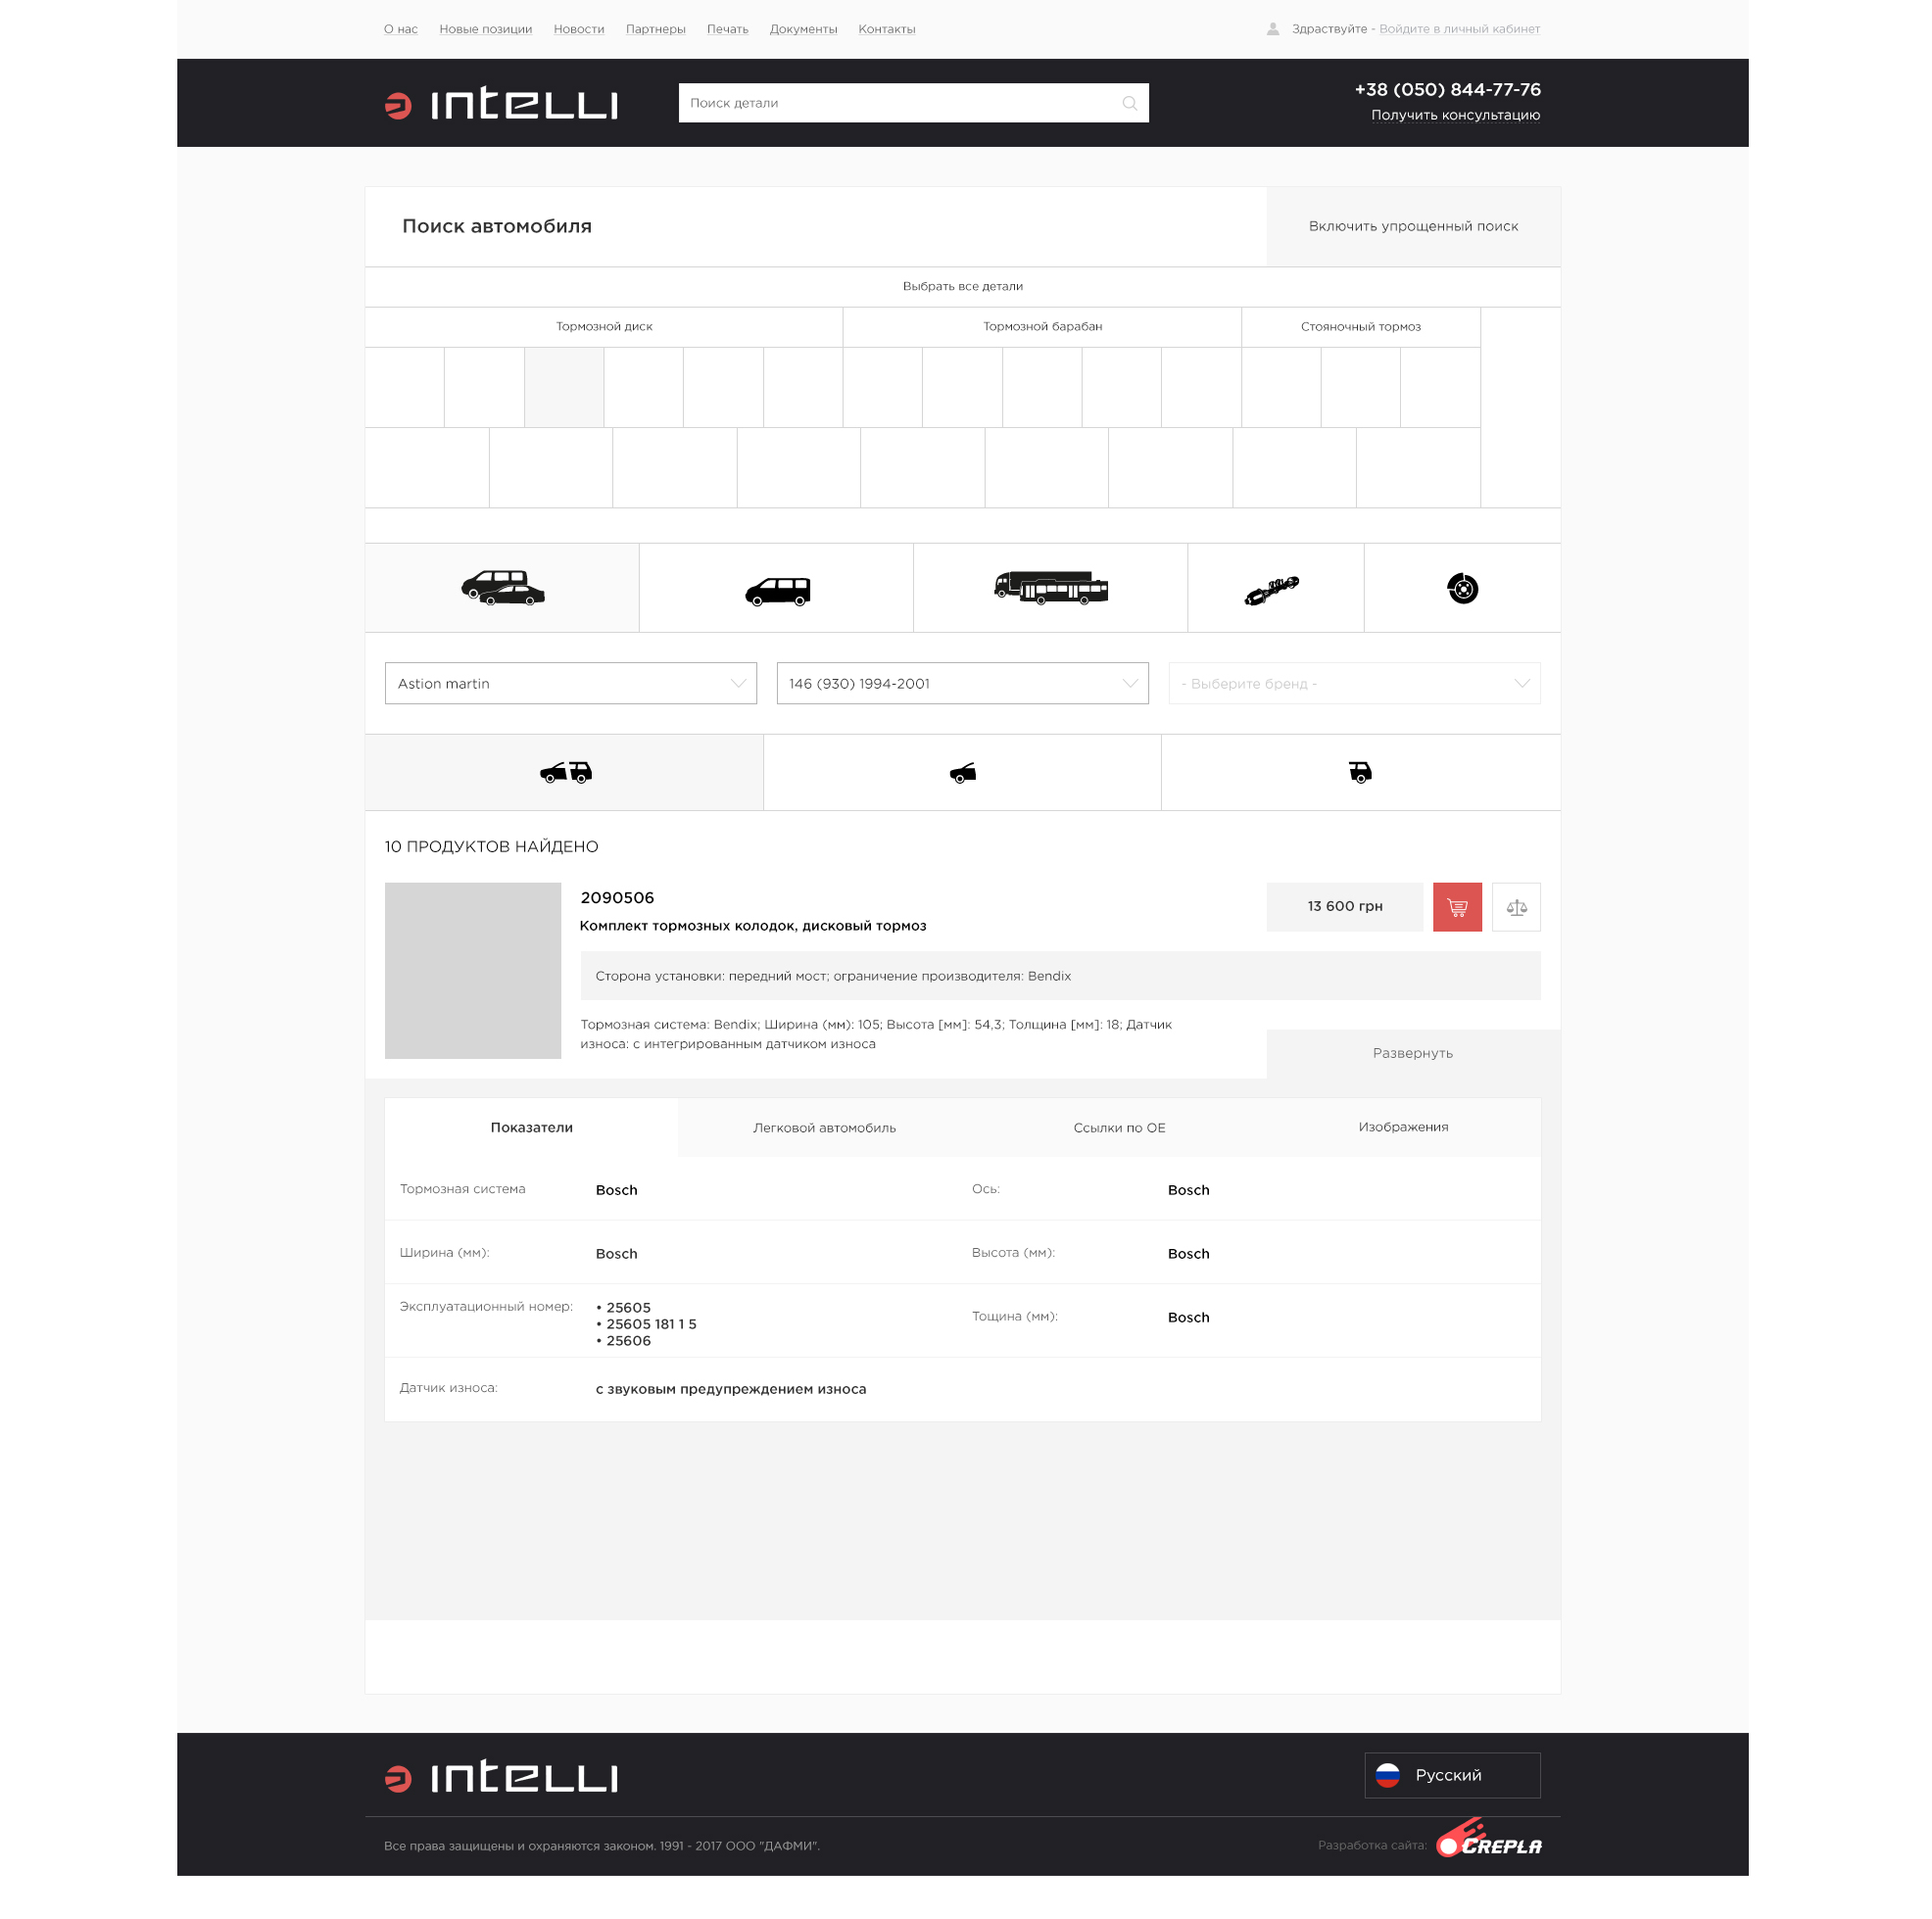 О нас Новые позиции Новости Партнеры Печать Документы Контакты
Здраствуйте - Войдите в личный кабинет
INTELLI
Поиск детали
+38 (050) 844-77-76
Получить консультацию
Поиск автомобиля
Включить упрощенный поиск
Выбрать все детали
Тормозной диск Тормозной барабан Стояночный тормоз
Astion martin
146 (930) 1994-2001
- Выберите бренд -
10 ПРОДУКТОВ НАЙДЕНО
2090506
Комплект тормозных колодок, дисковый тормоз
13 600 грн
Сторона установки: передний мост; ограничение производителя: Bendix
Тормозная система: Bendix; Ширина (мм): 105; Высота [мм]: 54,3; Толщина [мм]: 18; Датчик
износа: с интегрированным датчиком износа
Развернуть
Показатели Легковой автомобиль Ссылки по ОЕ Изображения
Тормозная система Bosch Ось: Bosch
Ширина (мм): Bosch Высота (мм): Bosch
Эксплуатационный номер:
• 25605
• 25605 181 1 5
• 25606
Тощина (мм): Bosch
Датчик износа: с звуковым предупреждением износа
INTELLI
Русский
Все права защищены и охраняются законом. 1991 - 2017 ООО "ДАФМИ".
Разработка сайта: CREPLA